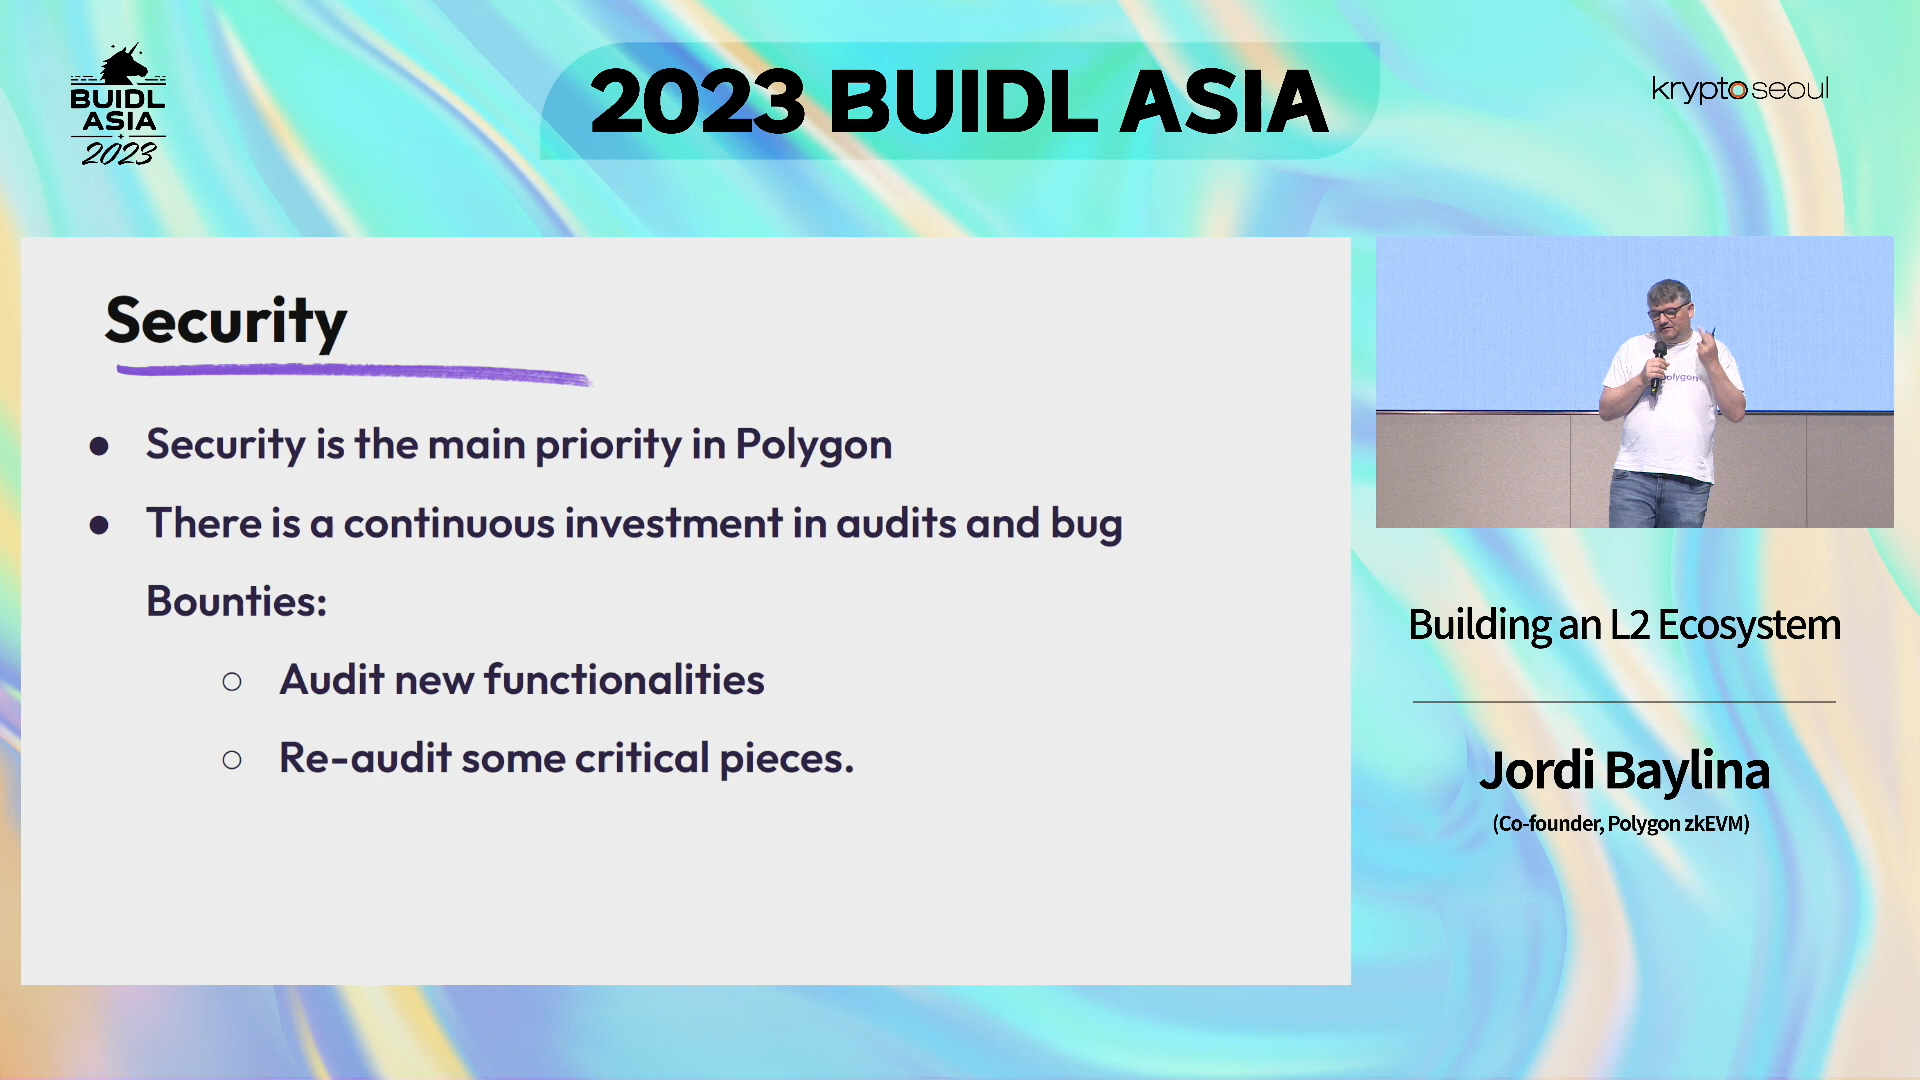 BUIDL
ASIA
2023
2023 BUIDL ASIA
kryptoseoul
Security
● Security is the main priority in Polygon
● There is a continuous investment in audits and bug
Bounties:
○ Audit new functionalities
○ Re-audit some critical pieces.
polygon
Building an L2 Ecosystem
Jordi Baylina
(Co-founder, Polygon zkEVM)